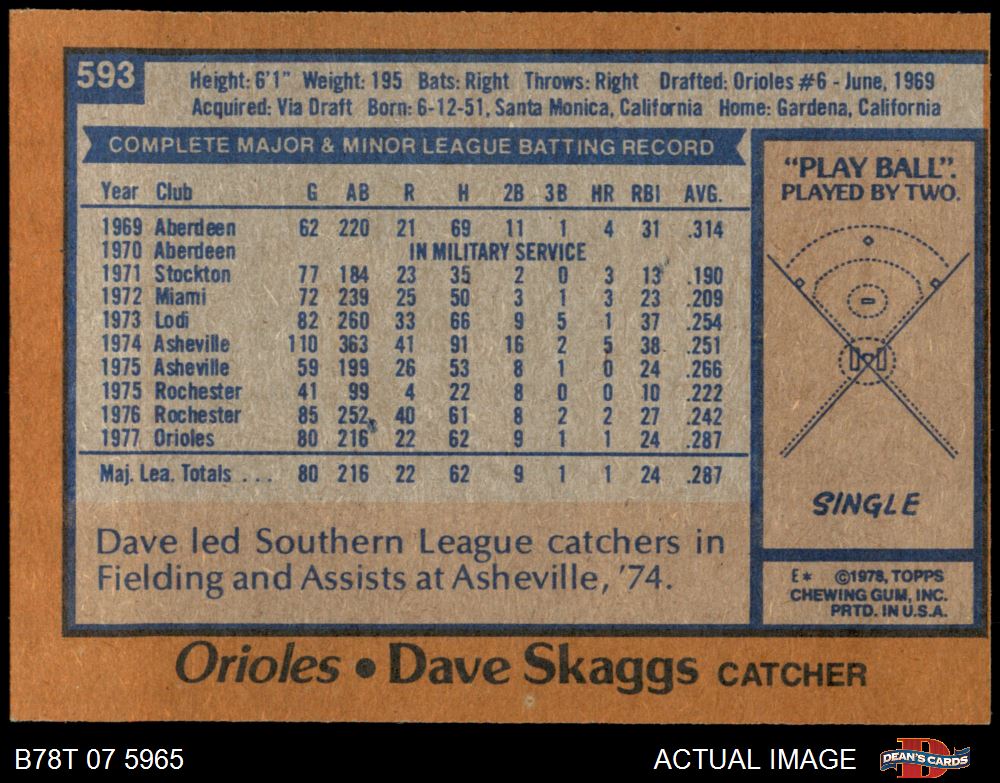 593
Height: 6'1" Weight: 195 Bats: Right Throws: Right Drafted: Orioles #6 - June, 1969
Acquired: Via Draft Born: 6-12-51, Santa Monica, California Home: Gardena, California
COMPLETE MAJOR & MINOR LEAGUE BATTING RECORD
Year Club G AB R H 2B 3B HR RBI AVG.
1969 Aberdeen 62 220 21 69 11 1 4 31 .314
1970 Aberdeen IN MILITARY SERVICE
1971 Stockton 77 184 23 35 2 0 3 13 .190
1972 Miami 72 239 25 50 3 1 3 23 .209
1973 Lodi 82 260 33 66 9 5 1 37 .254
1974 Asheville 110 363 41 91 16 2 5 38 .251
1975 Asheville 59 199 26 53 8 1 0 24 .266
1975 Rochester 41 99 4 22 8 0 0 10 .222
1976 Rochester 85 252 40 61 8 2 2 27 .242
1977 Orioles 80 216 22 62 9 1 1 24 .287
Maj. Lea. Totals ... 80 216 22 62 9 1 1 24 .287
Dave led Southern League catchers in
Fielding and Assists at Asheville, '74.
"PLAY BALL".
PLAYED BY TWO.
SINGLE
E* ©1978, TOPPS
CHEWING GUM, INC.
PRTD. IN U.S.A.
Orioles • Dave Skaggs CATCHER
B78T 07 5965 ACTUAL IMAGE
DEAN'S CARDS